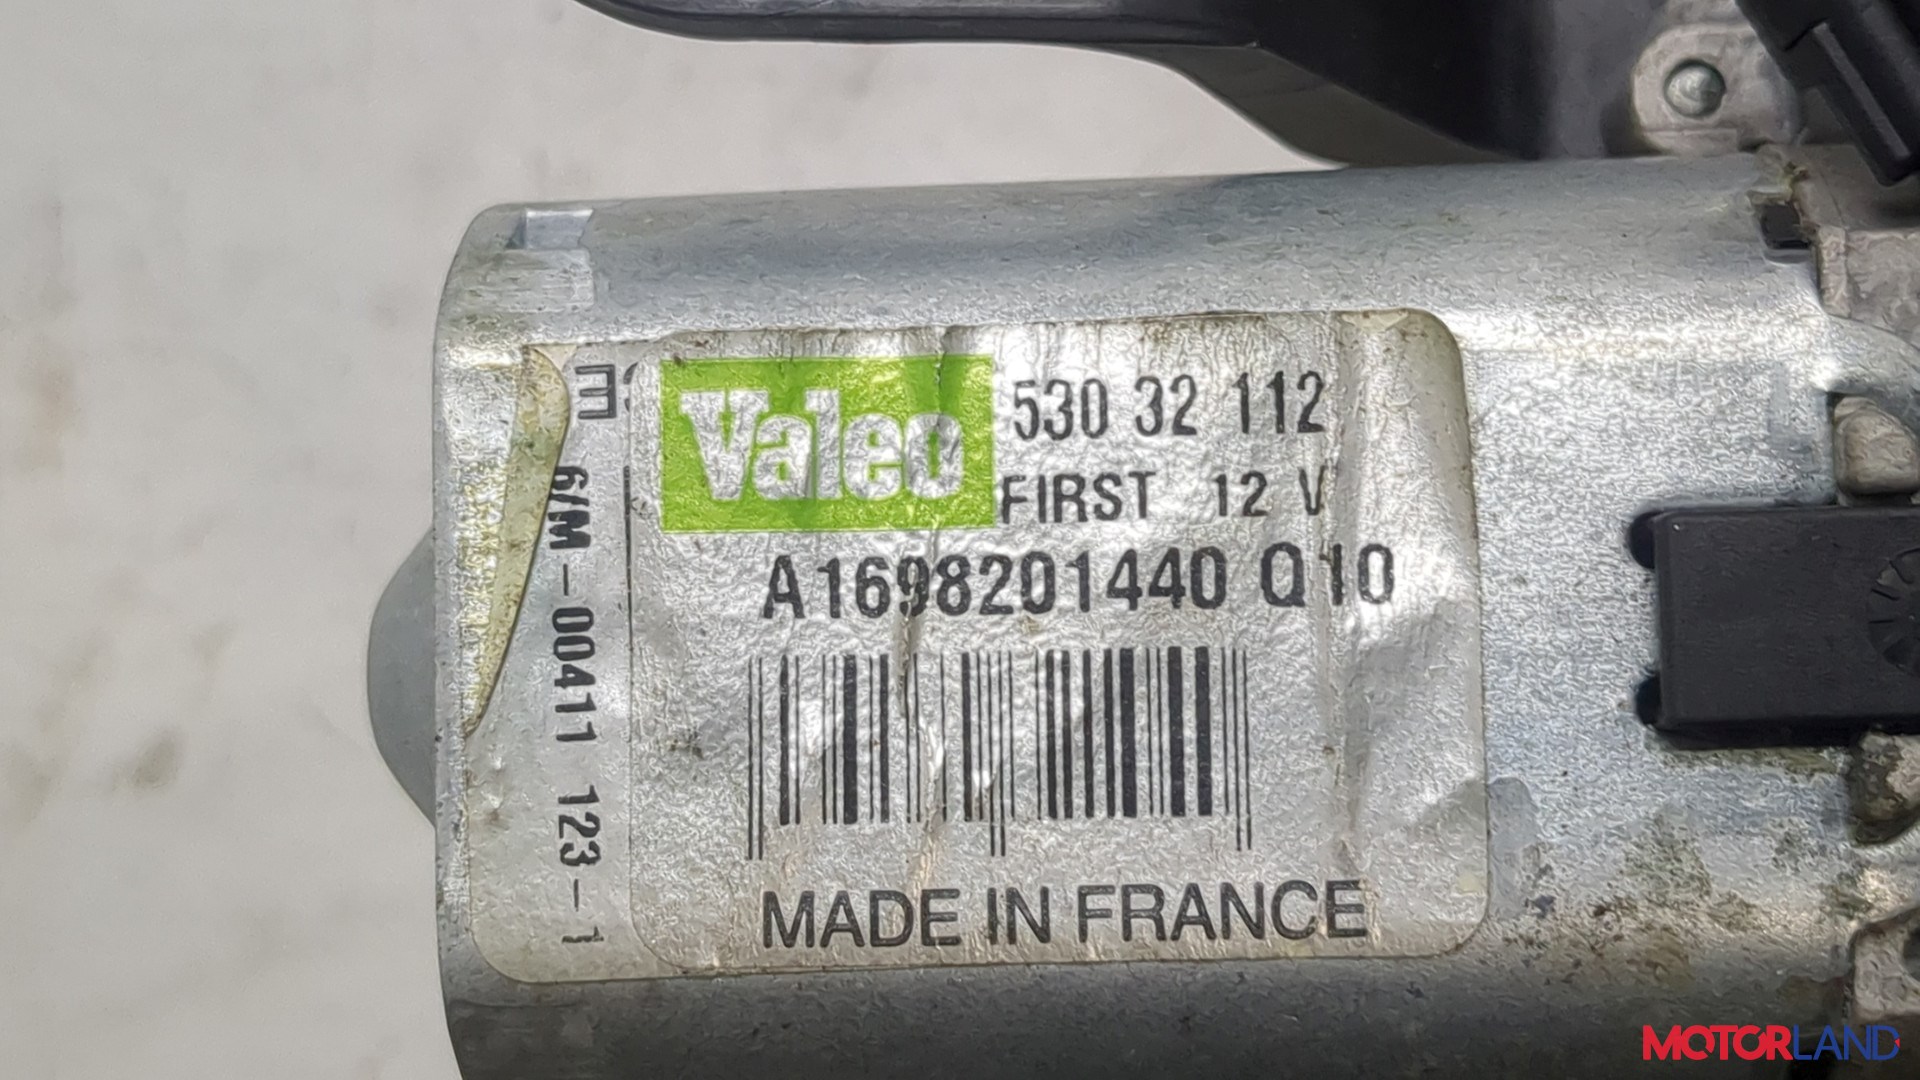 Valeo
530 32 112
FIRST 12 V
A1698201440 Q10
MADE IN FRANCE
6/M-00411 123-1
MOTORLAND